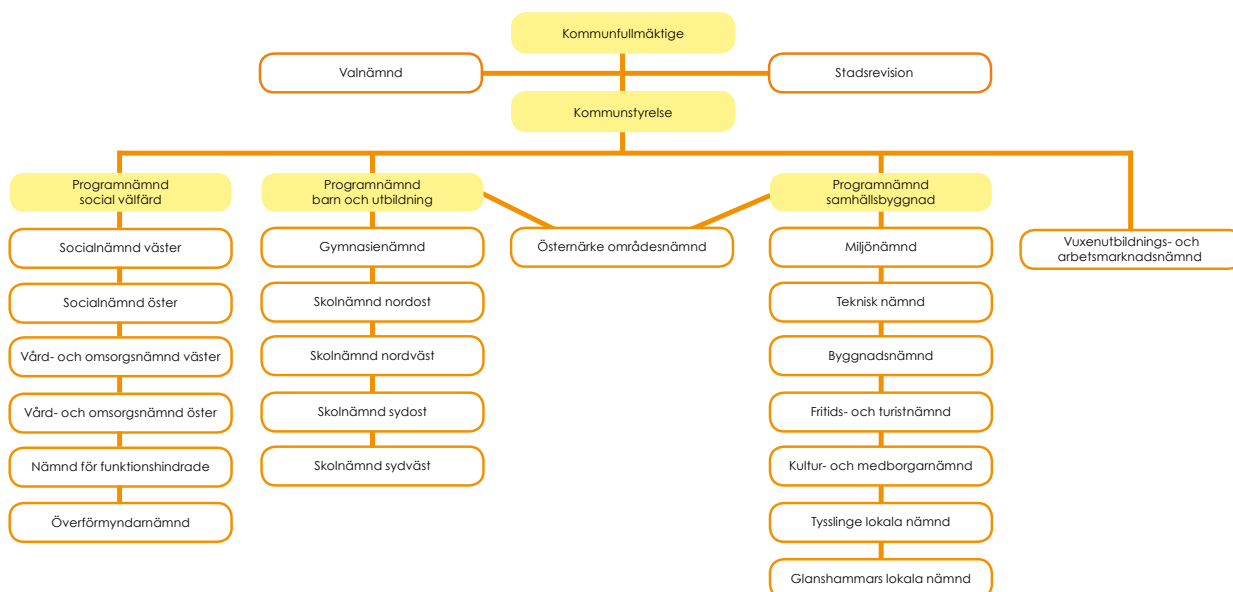 Kommunfullmäktige
Valnämnd
Stadsrevision
Kommunstyrelse
Programnämnd
social välfärd
Programnämnd
barn och utbildning
Programnämnd
samhällsbyggnad
Socialnämnd väster
Gymnasienämnd
Östernärke områdesnämnd
Miljönämnd
Vuxenutbildnings- och
arbetsmarknadsnämnd
Socialnämnd öster
Skolnämnd nordost
Teknisk nämnd
Vård- och omsorgsnämnd väster
Skolnämnd nordväst
Byggnadsnämnd
Vård- och omsorgsnämnd öster
Skolnämnd sydost
Fritids- och turistnämnd
Nämnd för funktionshindrade
Skolnämnd sydväst
Kultur- och medborgarnämnd
Överförmyndarnämnd
Tysslinge lokala nämnd
Glanshammars lokala nämnd